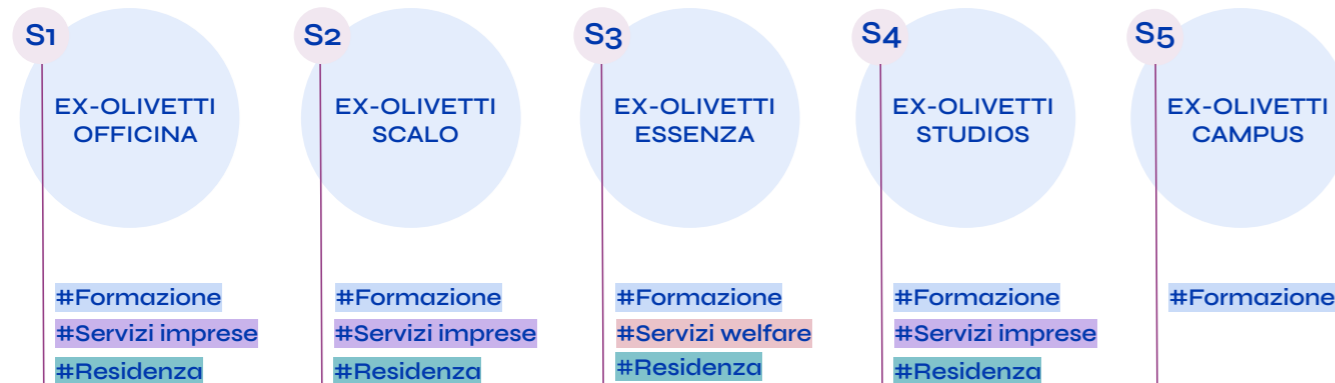 S1
EX-OLIVETTI
OFFICINA
#Formazione
#Servizi imprese
#Residenza
S2
EX-OLIVETTI
SCALO
#Formazione
#Servizi imprese
#Residenza
S3
EX-OLIVETTI
ESSENZA
#Formazione
#Servizi welfare
#Residenza
S4
EX-OLIVETTI
STUDIOS
#Formazione
#Servizi imprese
#Residenza
S5
EX-OLIVETTI
CAMPUS
#Formazione